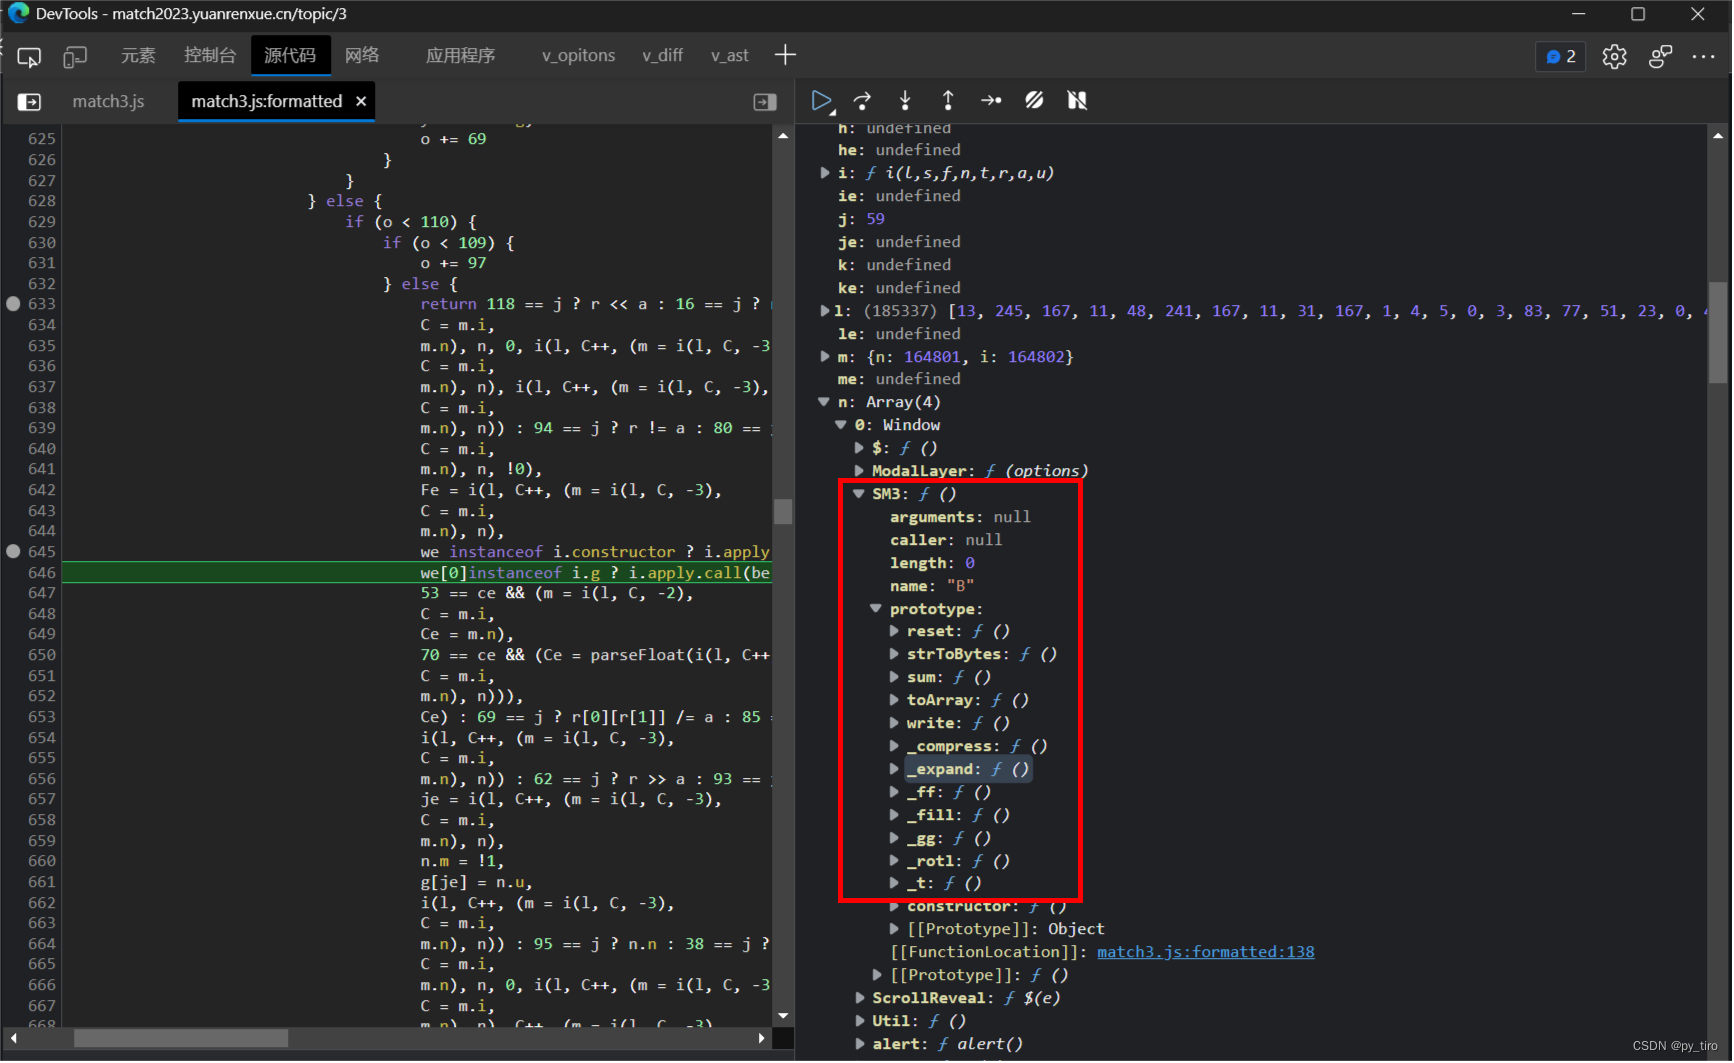 DevTools - match2023.yuanrenxue.cn/topic/3
元素 控制台 源代码 网络 应用程序 v_opitons v_diff v_ast
2
match3.js match3.js:formatted
625 o += 69
626 }
627 }
628 } else {
629 if (o < 110) {
630 if (o < 109) {
631 o += 97
632 } else {
633 return 118 == j ? r << a : 16 == j ?
634 C = m.i,
635 m.n), n, 0, i(l, C++, (m = i(l, C, -3
636 C = m.i,
637 m.n), n), i(l, C++, (m = i(l, C, -3),
638 C = m.i,
639 m.n), n)) : 94 == j ? r != a : 80 ==
640 C = m.i,
641 m.n), n, !0),
642 Fe = i(l, C++, (m = i(l, C, -3),
643 C = m.i,
644 m.n), n),
645 we instanceof i.constructor ? i.apply
646 we[0]instanceof i.g ? i.apply.call(be
647 53 == ce && (m = i(l, C, -2),
648 C = m.i,
649 Ce = m.n),
650 70 == ce && (Ce = parseFloat(i(l, C++
651 C = m.i,
652 m.n), n))),
653 Ce) : 69 == j ? r[0][r[1]] /= a : 85
654 i(l, C++, (m = i(l, C, -3),
655 C = m.i,
656 m.n), n)) : 62 == j ? r >> a : 93 ==
657 je = i(l, C++, (m = i(l, C, -3),
658 C = m.i,
659 m.n), n),
660 n.m = !1,
661 g[je] = n.u,
662 i(l, C++, (m = i(l, C, -3),
663 C = m.i,
664 m.n), n)) : 95 == j ? n.n : 38 == j ?
665 C = m.i,
666 m.n), n, 0, i(l, C++, (m = i(l, C, -3
667 C = m.i,
668 m.n), n), C++, (m = i(l, C, -3)
h: undefined
he: undefined
i: ƒ i(l,s,f,n,t,r,a,u)
ie: undefined
j: 59
je: undefined
k: undefined
ke: undefined
l: (185337) [13, 245, 167, 11, 48, 241, 167, 11, 31, 167, 1, 4, 5, 0, 3, 83, 77, 51, 23, 0,
le: undefined
m: {n: 164801, i: 164802}
me: undefined
n: Array(4)
0: Window
$: ƒ ()
ModalLayer: ƒ (options)
SM3: ƒ ()
arguments: null
caller: null
length: 0
name: "B"
prototype:
reset: ƒ ()
strToBytes: ƒ ()
sum: ƒ ()
toArray: ƒ ()
write: ƒ ()
_compress: ƒ ()
_expand: ƒ ()
_ff: ƒ ()
_fill: ƒ ()
_gg: ƒ ()
_rotl: ƒ ()
_t: ƒ ()
constructor: ƒ ()
[[Prototype]]: Object
[[FunctionLocation]]: match3.js:formatted:138
[[Prototype]]: ƒ ()
ScrollReveal: ƒ $(e)
Util: ƒ ()
alert: ƒ alert()
CSDN @py_tiro